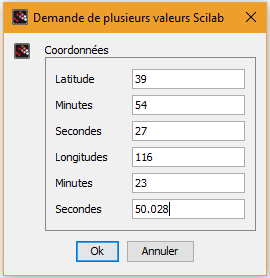 Demande de plusieurs valeurs Scilab
Coordonnées
Latitude 39
Minutes 54
Secondes 27
Longitudes 116
Minutes 23
Secondes 50.028
Ok Annuler